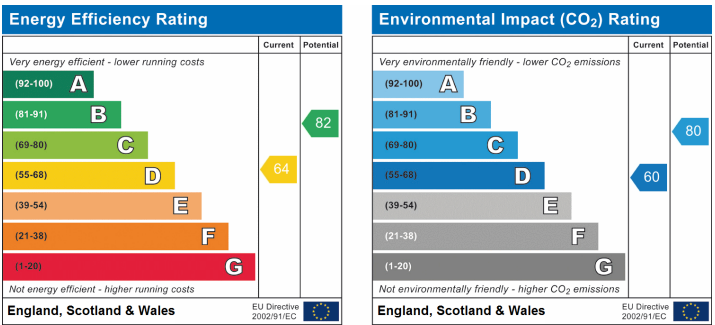 Energy Efficiency Rating
Current Potential
Very energy efficient - lower running costs
(92-100) A
(81-91) B
(69-80) C
(55-68) D
(39-54) E
(21-38) F
(1-20) G
82
64
Not energy efficient - higher running costs
England, Scotland & Wales
EU Directive
2002/91/EC
Environmental Impact (CO₂) Rating
Current Potential
Very environmentally friendly - lower CO₂ emissions
(92-100) A
(81-91) B
(69-80) C
(55-68) D
(39-54) E
(21-38) F
(1-20) G
80
60
Not environmentally friendly - higher CO₂ emissions
England, Scotland & Wales
EU Directive
2002/91/EC